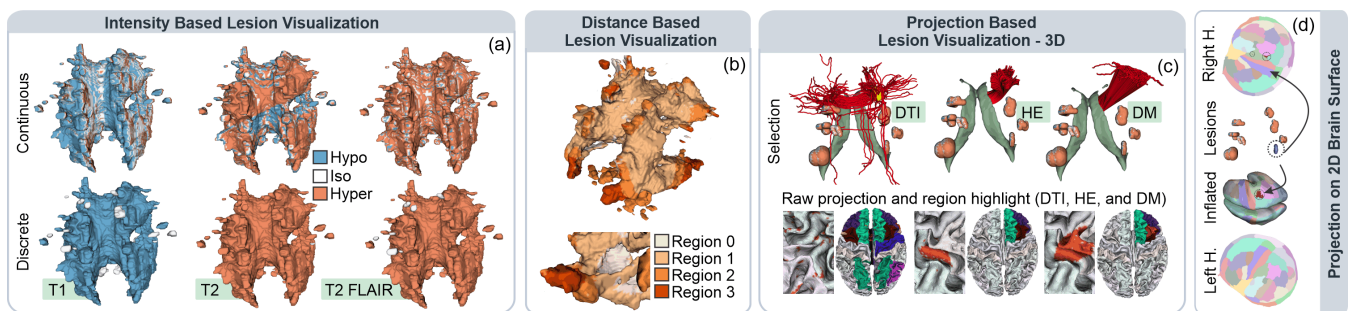 Intensity Based Lesion Visualization
(a)
Continuous
Hypo
Iso
Hyper
Discrete
T1
T2
T2 FLAIR
Distance Based
Lesion Visualization
(b)
Region 0
Region 1
Region 2
Region 3
Projection Based
Lesion Visualization - 3D
(c)
Selection
DTI
HE
DM
Raw projection and region highlight (DTI, HE, and DM)
(d)
Right H.
Lesions
Inflated
Left H.
Projection on 2D Brain Surface